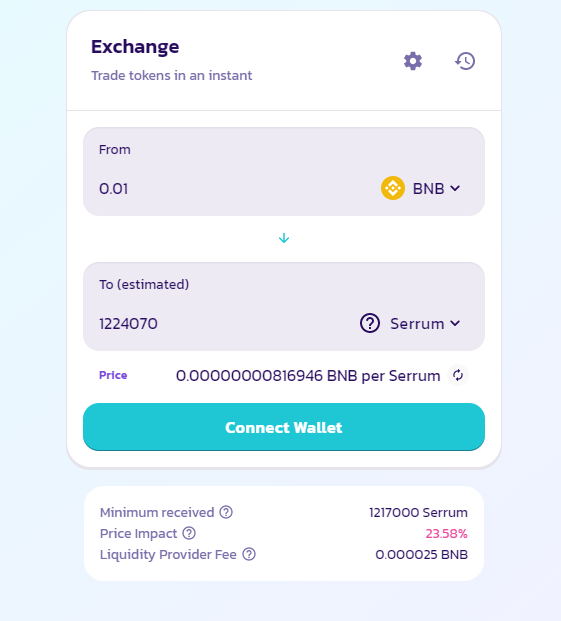 Exchange
Trade tokens in an instant
From
0.01 BNB
To (estimated)
1224070 Serrum
Price 0.00000000816946 BNB per Serrum
Connect Wallet
Minimum received 1217000 Serrum
Price Impact 23.58%
Liquidity Provider Fee 0.000025 BNB